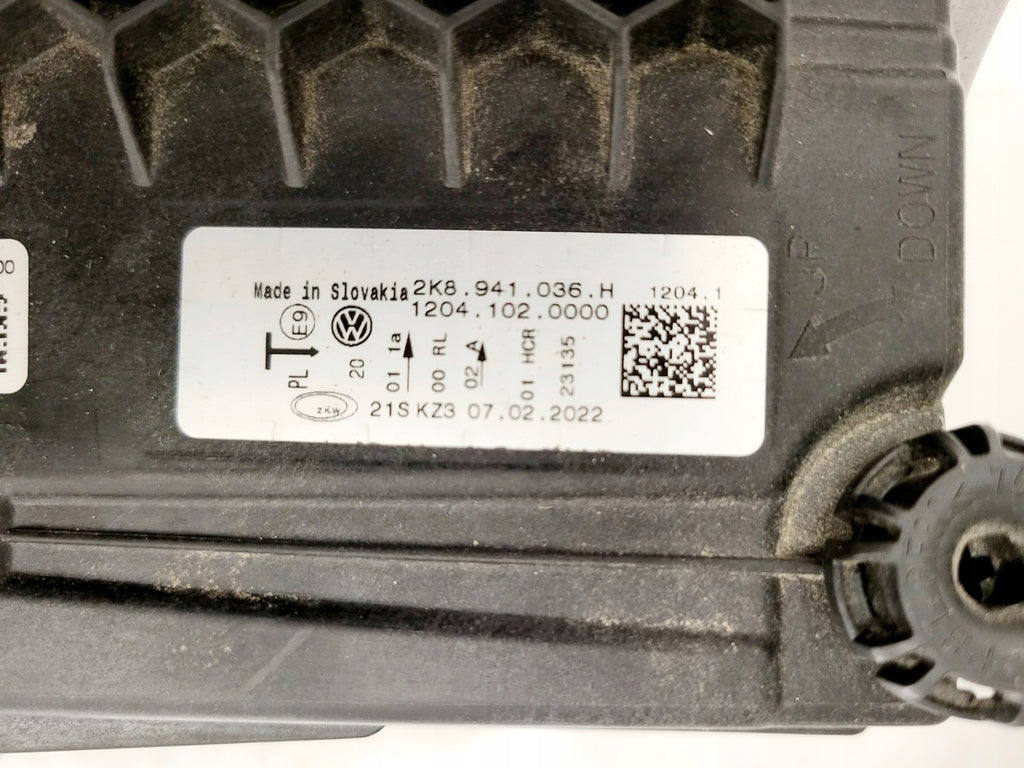 Made in Slovakia 2K8.941.036.H 1204.1
1204.102.0000
E9
PL
20
01 1a
00 RL
02 A
01 HCR
23135
ZKW
21S KZ3 07.02.2022
UP
DOWN
00